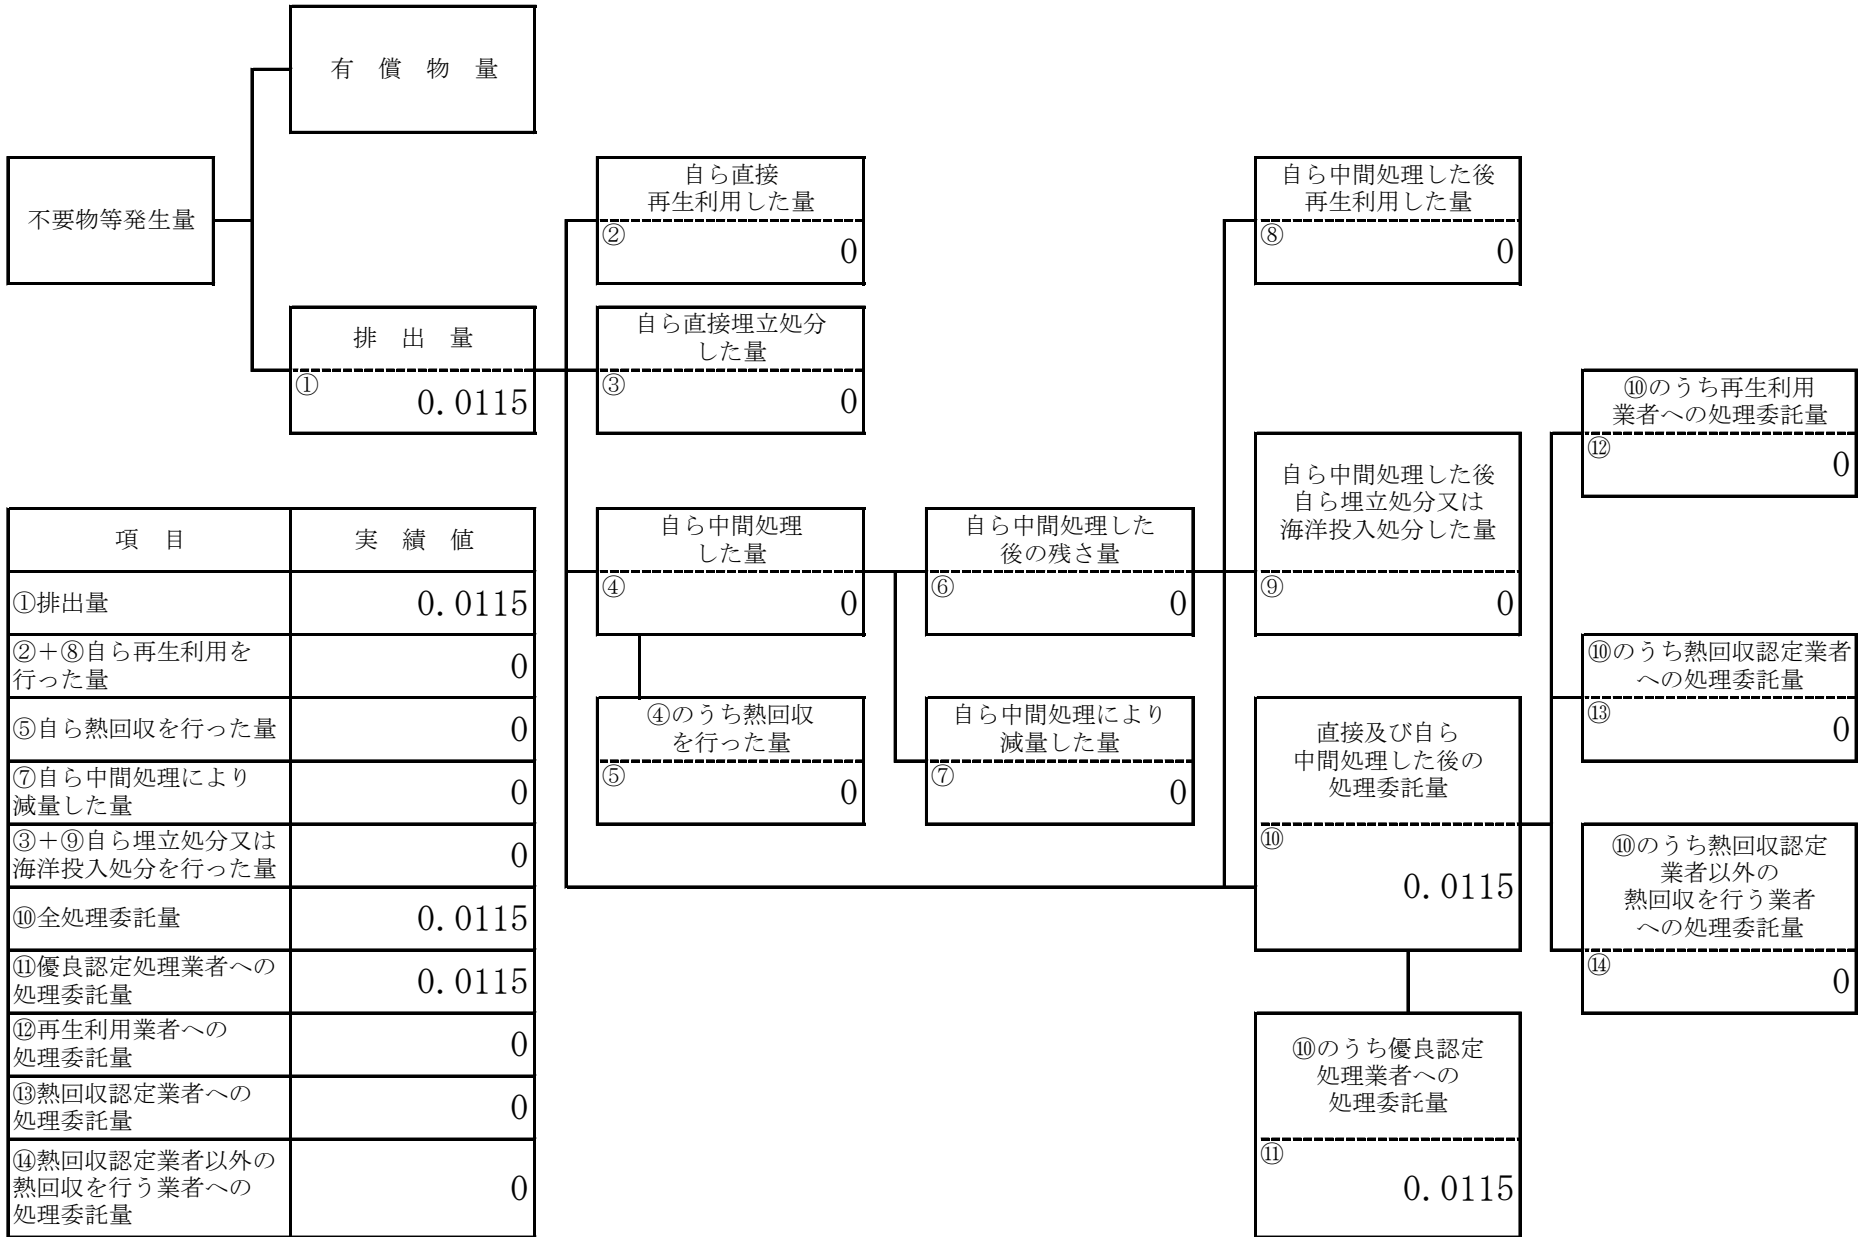 有　償　物　量
不要物等発生量
自ら直接
再生利用した量
②
0
自ら中間処理した後
再生利用した量
⑧
0
排　出　量
①
0.0115
自ら直接埋立処分
した量
③
0
⑩のうち再生利用
業者への処理委託量
⑫
0
自ら中間処理した後
自ら埋立処分又は
海洋投入処分した量
⑨
0
自ら中間処理
した量
④
0
自ら中間処理した
後の残さ量
⑥
0
④のうち熱回収
を行った量
⑤
0
自ら中間処理により
減量した量
⑦
0
直接及び自ら
中間処理した後の
処理委託量
⑩
0.0115
⑩のうち熱回収認定業者
への処理委託量
⑬
0
⑩のうち熱回収認定
業者以外の
熱回収を行う業者
への処理委託量
⑭
0
⑩のうち優良認定
処理業者への
処理委託量
⑪
0.0115
項　目　実　績　値
①排出量　0.0115
②＋⑧自ら再生利用を
行った量
0
⑤自ら熱回収を行った量　0
⑦自ら中間処理により
減量した量
0
③＋⑨自ら埋立処分又は
海洋投入処分を行った量
0
⑩全処理委託量　0.0115
⑪優良認定処理業者への
処理委託量
0.0115
⑫再生利用業者への
処理委託量
0
⑬熱回収認定業者への
処理委託量
0
⑭熱回収認定業者以外の
熱回収を行う業者への
処理委託量
0